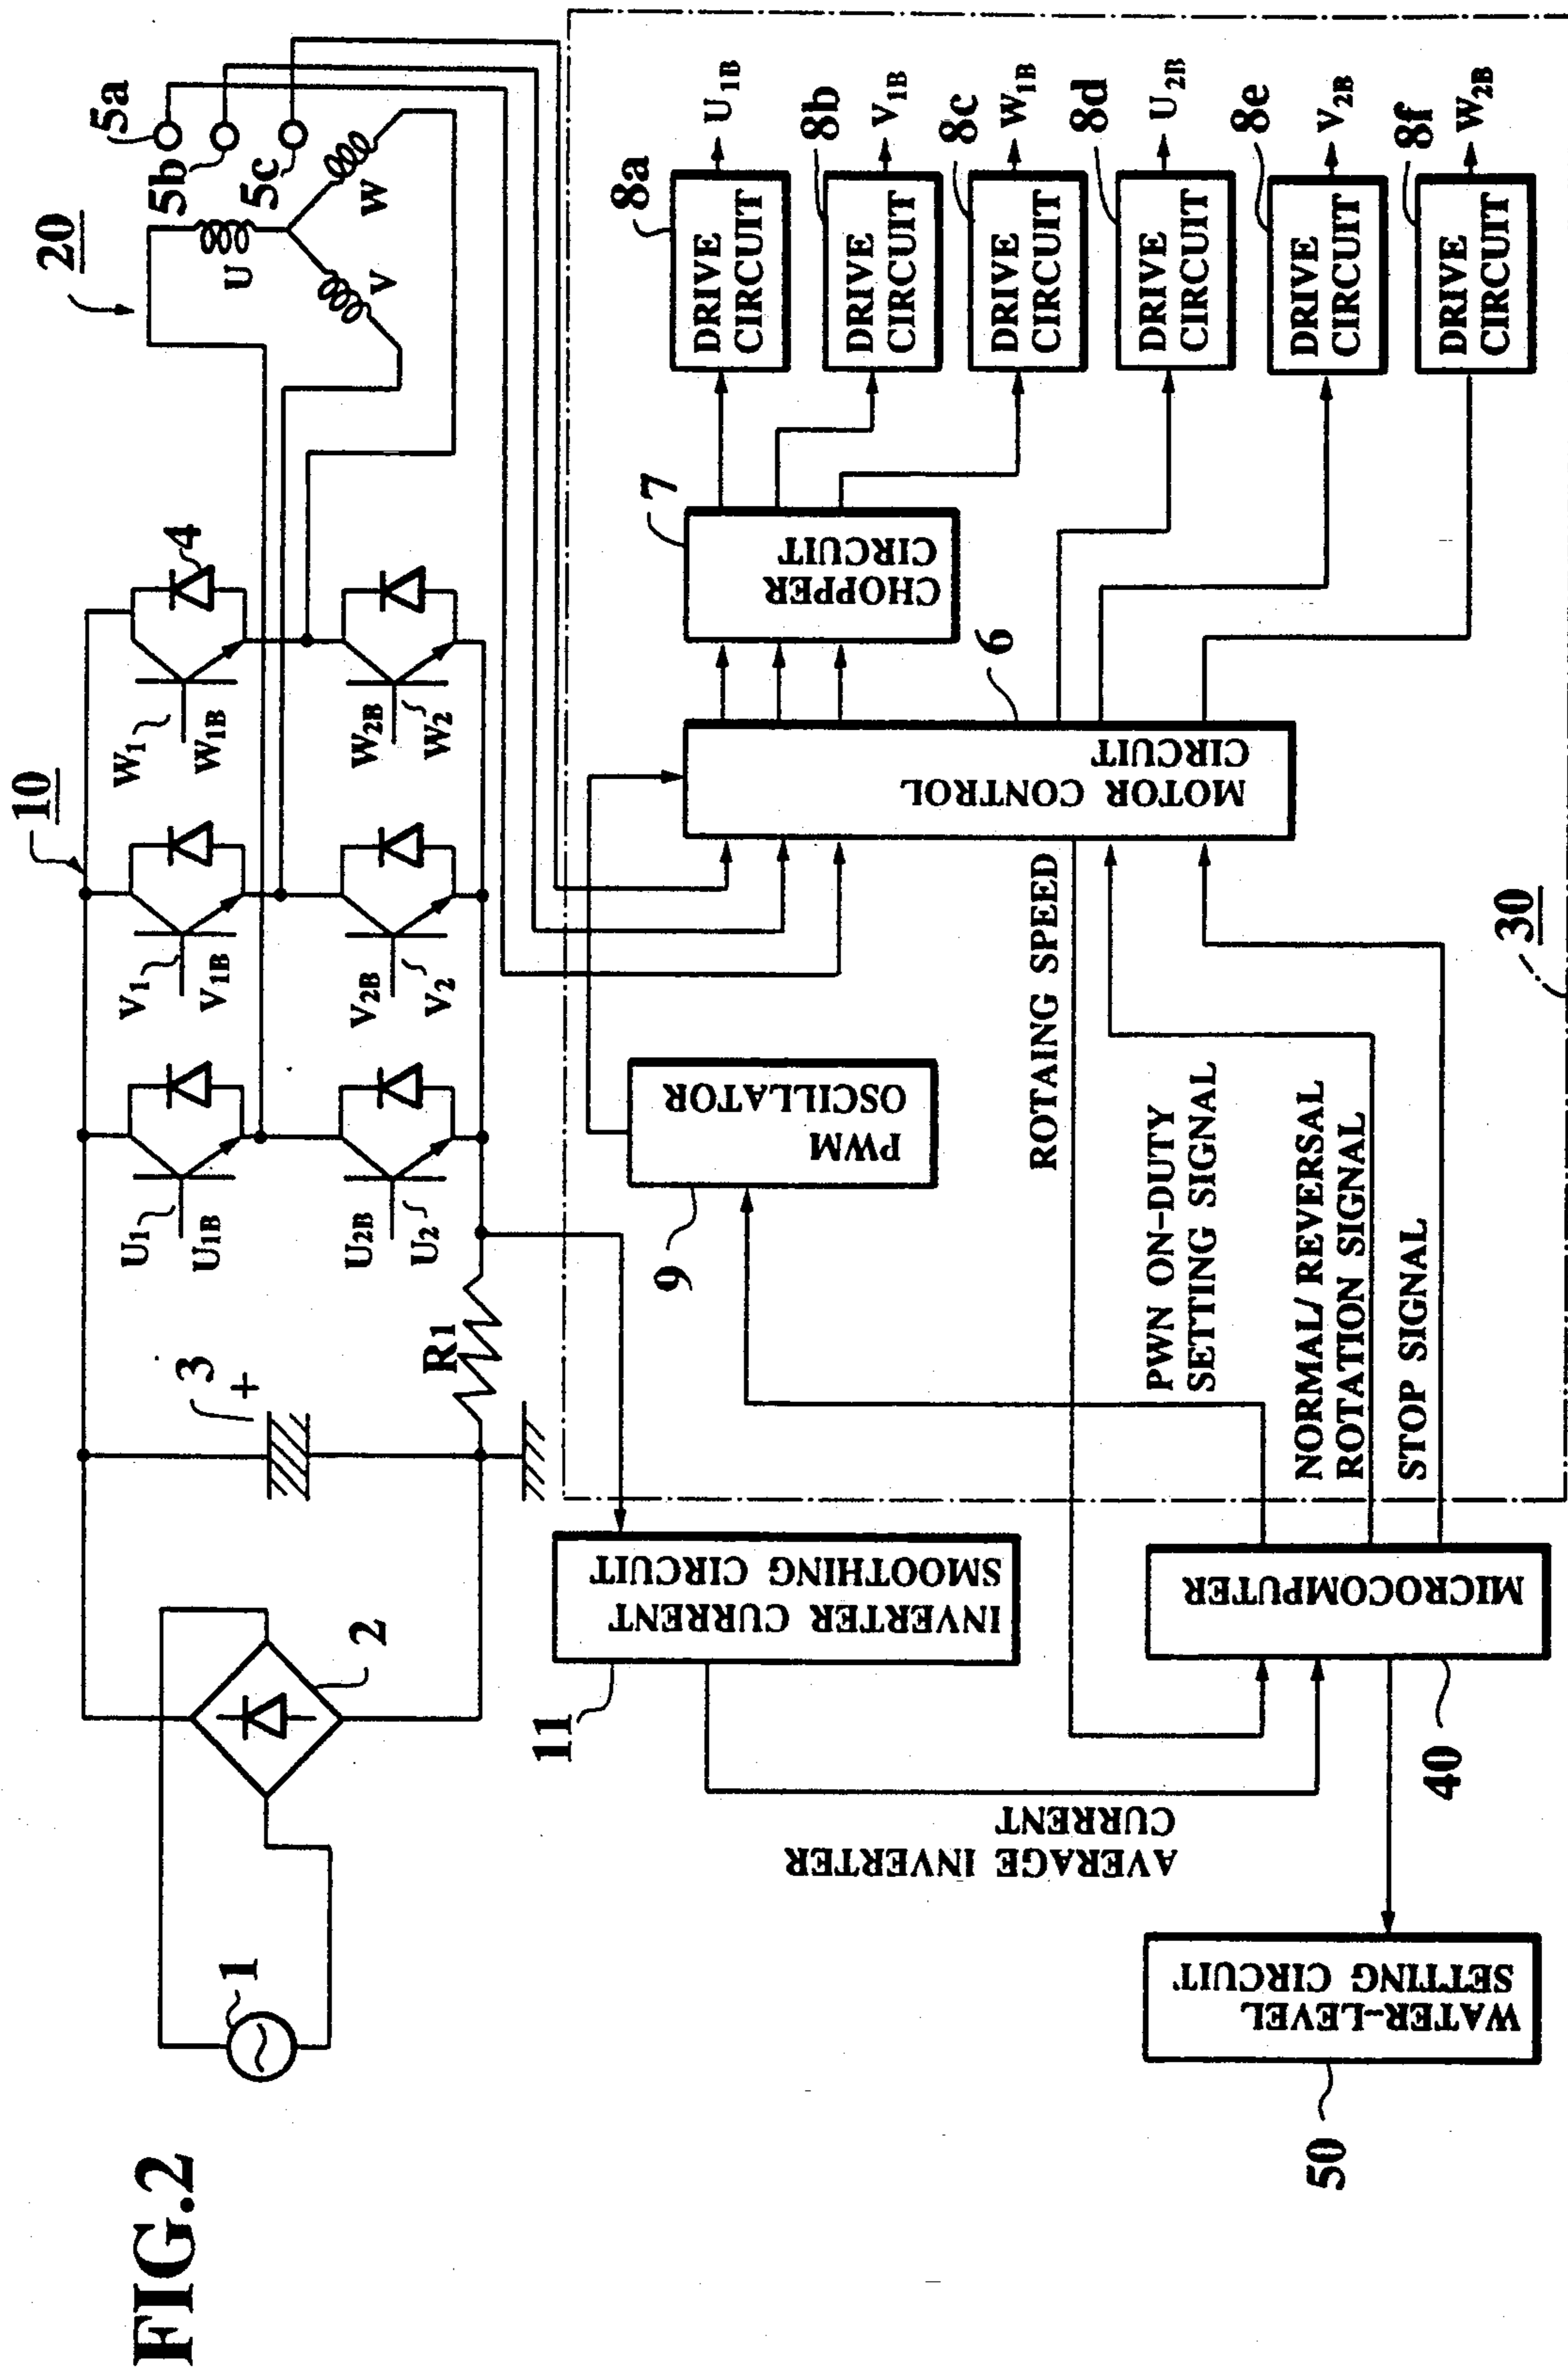 FIG.2
1
2
3
+
R1
10
U1
U1B
V1
V1B
W1
W1B
4
U2B
U2
V2B
V2
W2B
W2
20
U
V
W
5a
5b
5c
11
INVERTER CURRENT
SMOOTHING CIRCUIT
AVERAGE INVERTER
CURRENT
9
PWM
OSCILLATOR
ROTAING SPEED
PWN ON-DUTY
SETTING SIGNAL
NORMAL/REVERSAL
ROTATION SIGNAL
STOP SIGNAL
6
MOTOR CONTROL
CIRCUIT
7
CHOPPER
CIRCUIT
8a
DRIVE
CIRCUIT
U1B
8b
DRIVE
CIRCUIT
V1B
8c
DRIVE
CIRCUIT
W1B
8d
DRIVE
CIRCUIT
U2B
8e
DRIVE
CIRCUIT
V2B
8f
DRIVE
CIRCUIT
W2B
30
MICROCOMPUTER
40
WATER-LEVEL
SETTING CIRCUIT
50